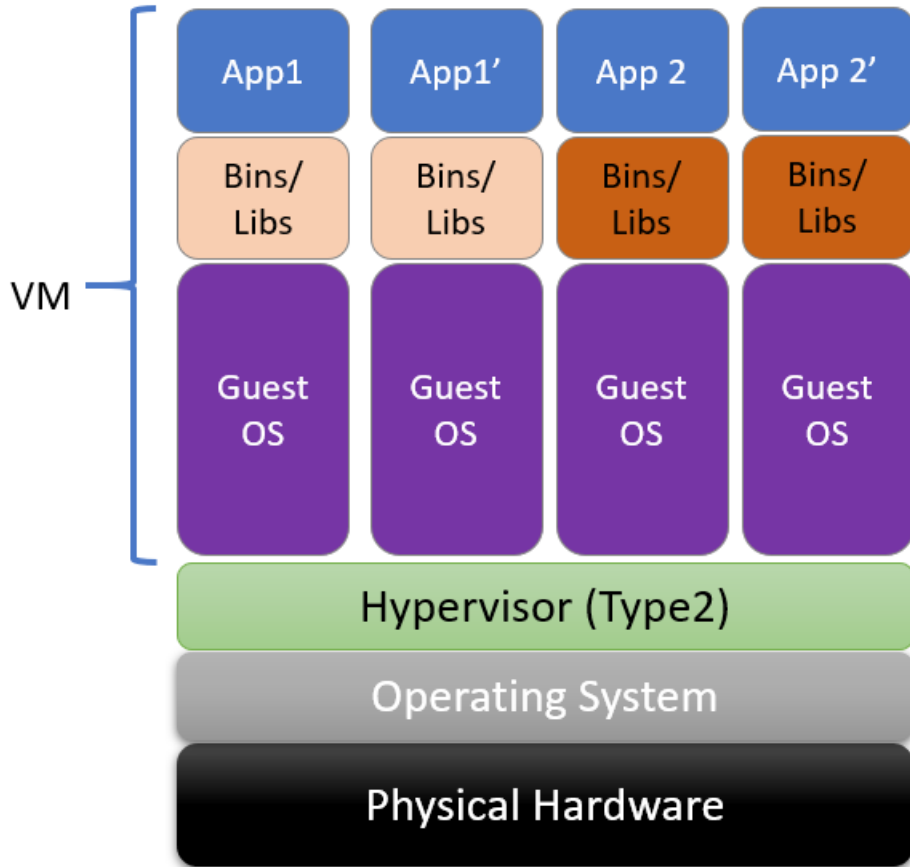 App1
App1’
App 2
App 2’
Bins/
Libs
Bins/
Libs
Bins/
Libs
Bins/
Libs
VM
Guest
OS
Guest
OS
Guest
OS
Guest
OS
Hypervisor (Type2)
Operating System
Physical Hardware